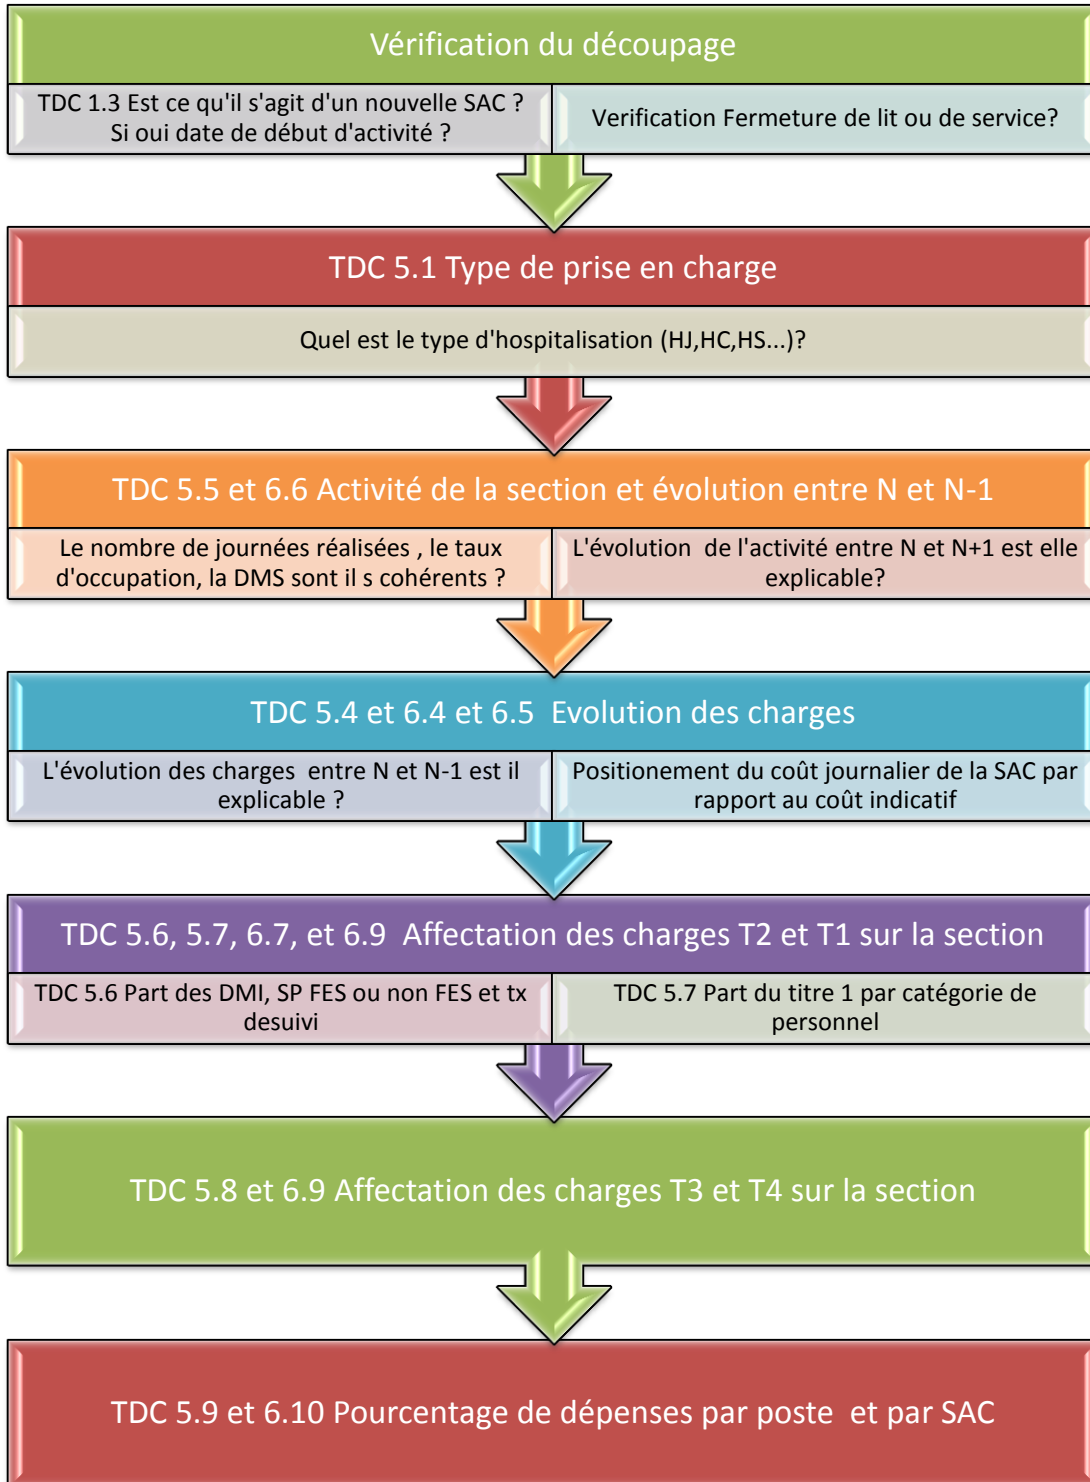 Vérification du découpage
TDC 1.3 Est ce qu'il s'agit d'un nouvelle SAC ?
Si oui date de début d'activité ?
Verification Fermeture de lit ou de service?
TDC 5.1 Type de prise en charge
Quel est le type d'hospitalisation (HJ,HC,HS...)?
TDC 5.5 et 6.6 Activité de la section et évolution entre N et N-1
Le nombre de journées réalisées , le taux
d'occupation, la DMS sont il s cohérents ?
L'évolution  de l'activité entre N et N+1 est elle
explicable?
TDC 5.4 et 6.4 et 6.5  Evolution des charges
L'évolution des charges  entre N et N-1 est il
explicable ?
Positionement du coût journalier de la SAC par
rapport au coût indicatif
TDC 5.6, 5.7, 6.7, et 6.9  Affectation des charges T2 et T1 sur la section
TDC 5.6 Part des DMI, SP FES ou non FES et tx
desuivi
TDC 5.7 Part du titre 1 par catégorie de
personnel
TDC 5.8 et 6.9 Affectation des charges T3 et T4 sur la section
TDC 5.9 et 6.10 Pourcentage de dépenses par poste  et par SAC